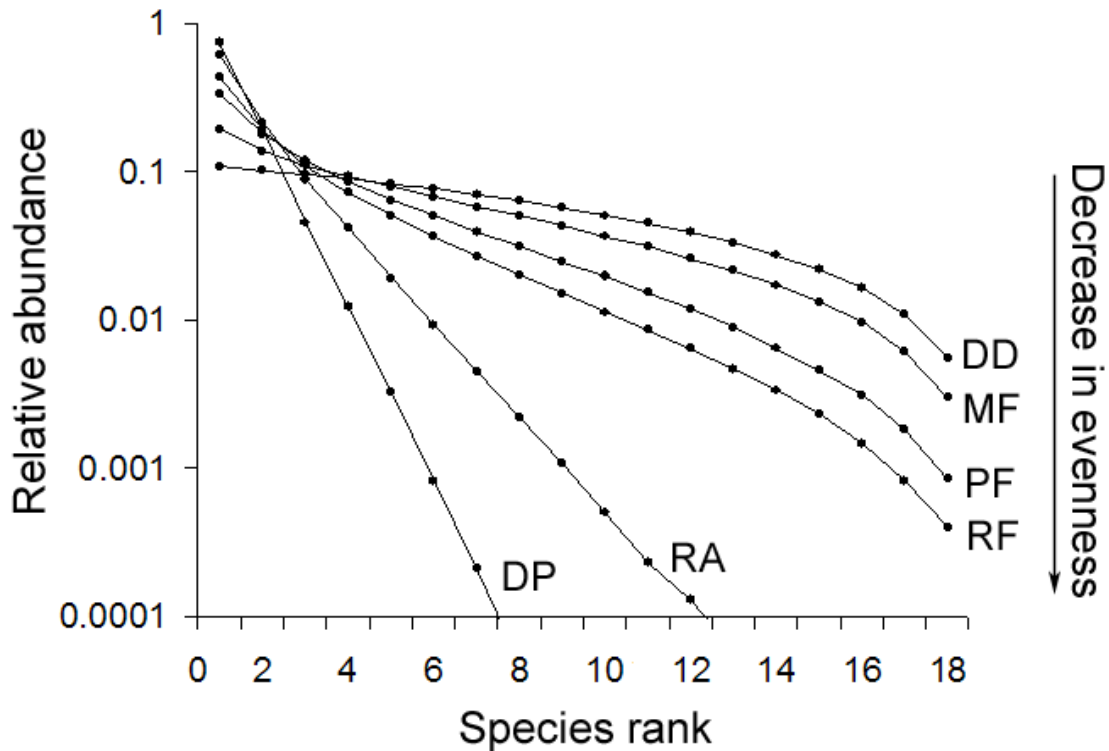 Relative abundance
1
0.1
0.01
0.001
0.0001
DD
MF
PF
RF
RA
DP
Decrease in evenness
0 2 4 6 8 10 12 14 16 18
Species rank